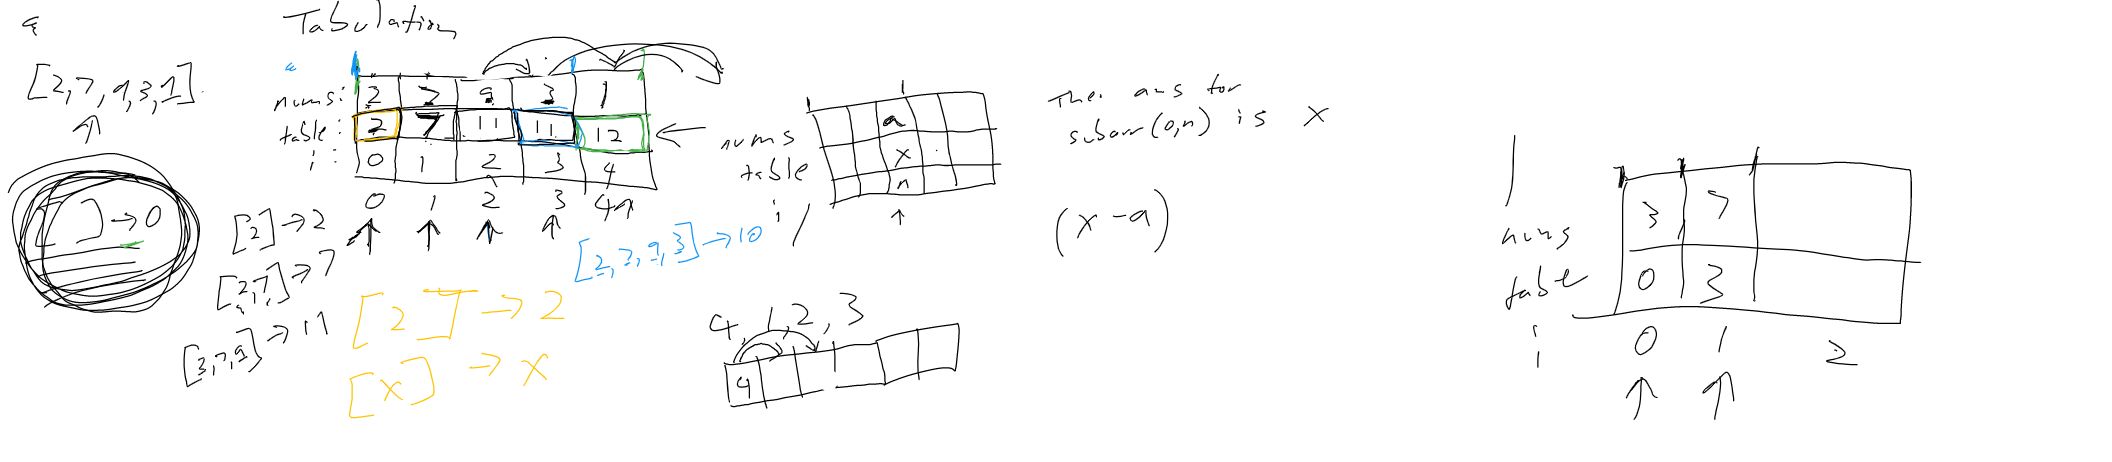 Tabulation
[2,7,9,3,1]
nums: 2 7 9 3 1
table: 2 7 11 11 12
i: 0 1 2 3 4
0 1 2 3 4
[ ] → 0
[2] → 2
[2,7] → 7
[3,7,9] → 11
[2,7,9,3] → 10
[2] → 2
[x] → x
nums a
table x
i n
The ans for
subarr(0,n) is x
(x - a)
4,1,2,3
4
nums 3 7
table 0 3
i 0 1 2